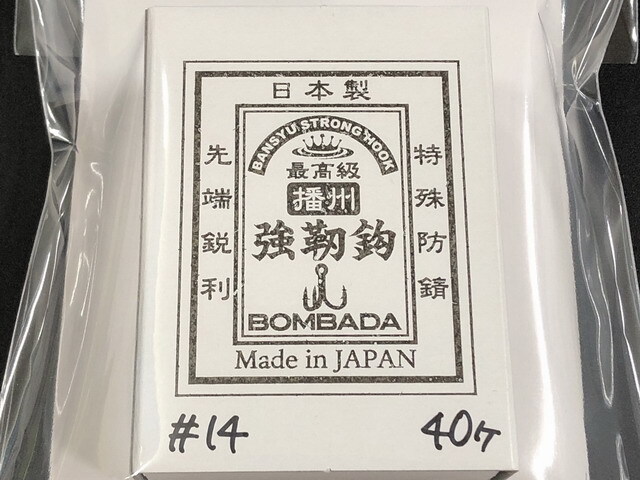 日本製
BANSYU STRONG HOOK
最高級
播州
強靭鈎
BOMBADA
先端鋭利
特殊防錆
Made in JAPAN
#14
40ケ